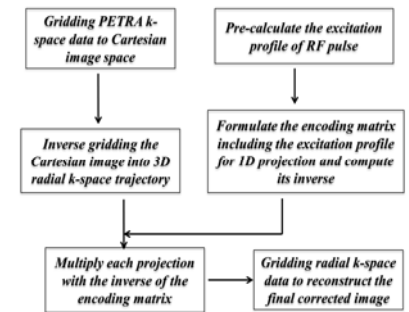 Gridding PETRA k-
space data to Cartesian
image space
Pre-calculate the excitation
profile of RF pulse
Inverse gridding the
Cartesian image into 3D
radial k-space trajectory
Formulate the encoding matrix
including the excitation profile
for 1D projection and compute
its inverse
Multiply each projection
with the inverse of the
encoding matrix
Gridding radial k-space
data to reconstruct the
final corrected image